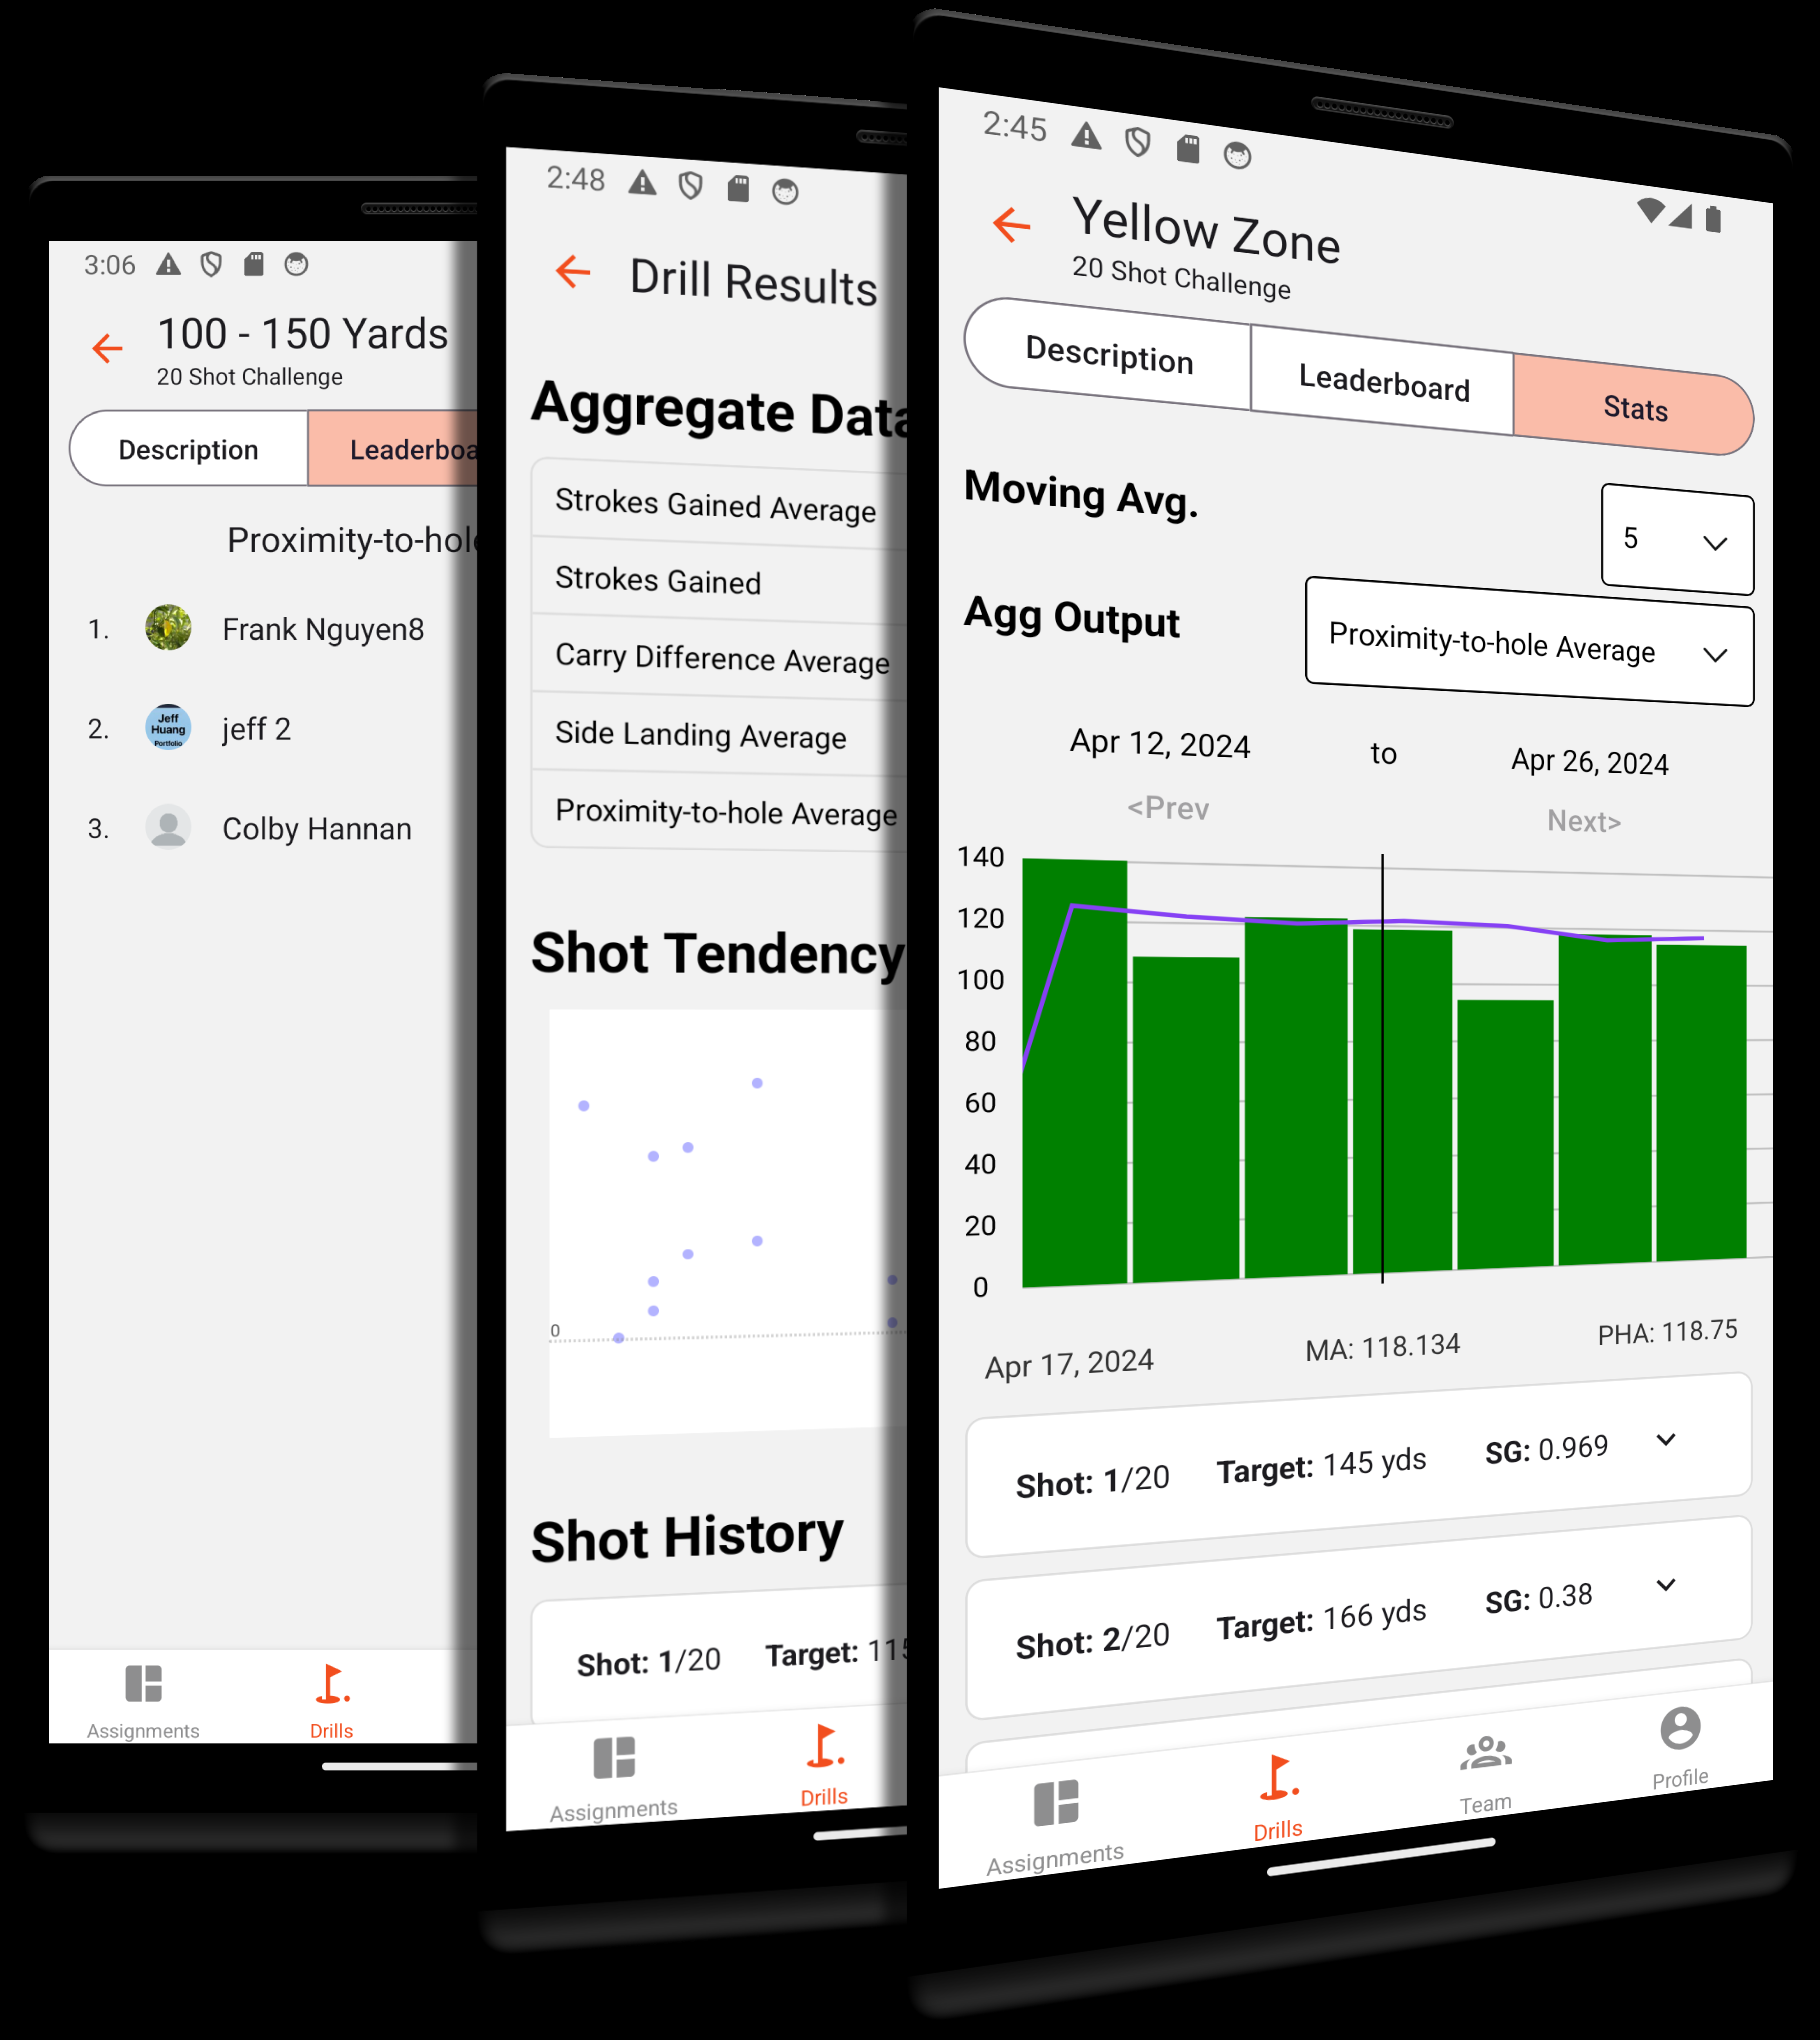 3:06
100 - 150 Yards
20 Shot Challenge
Description
Proximity-to-hole
1. Frank Nguyen8
2. Jeff Huang Portfolio jeff 2
3. Colby Hannan
Assignments
Drills
2:48
Drill Results
Aggregate Data
Strokes Gained Average
Strokes Gained
Carry Difference Average
Side Landing Average
Proximity-to-hole Average
Shot Tendency
0
Shot History
Shot: 1/20 Target: 115
Assignments
Drills
2:45
Yellow Zone
20 Shot Challenge
Description Leaderboard Stats
Moving Avg. 5
Agg Output Proximity-to-hole Average
Apr 12, 2024 to Apr 26, 2024
<Prev Next>
140
120
100
80
60
40
20
0
Apr 17, 2024 MA: 118.134 PHA: 118.75
Shot: 1/20 Target: 145 yds SG: 0.969
Shot: 2/20 Target: 166 yds SG: 0.38
Assignments
Drills
Team
Profile